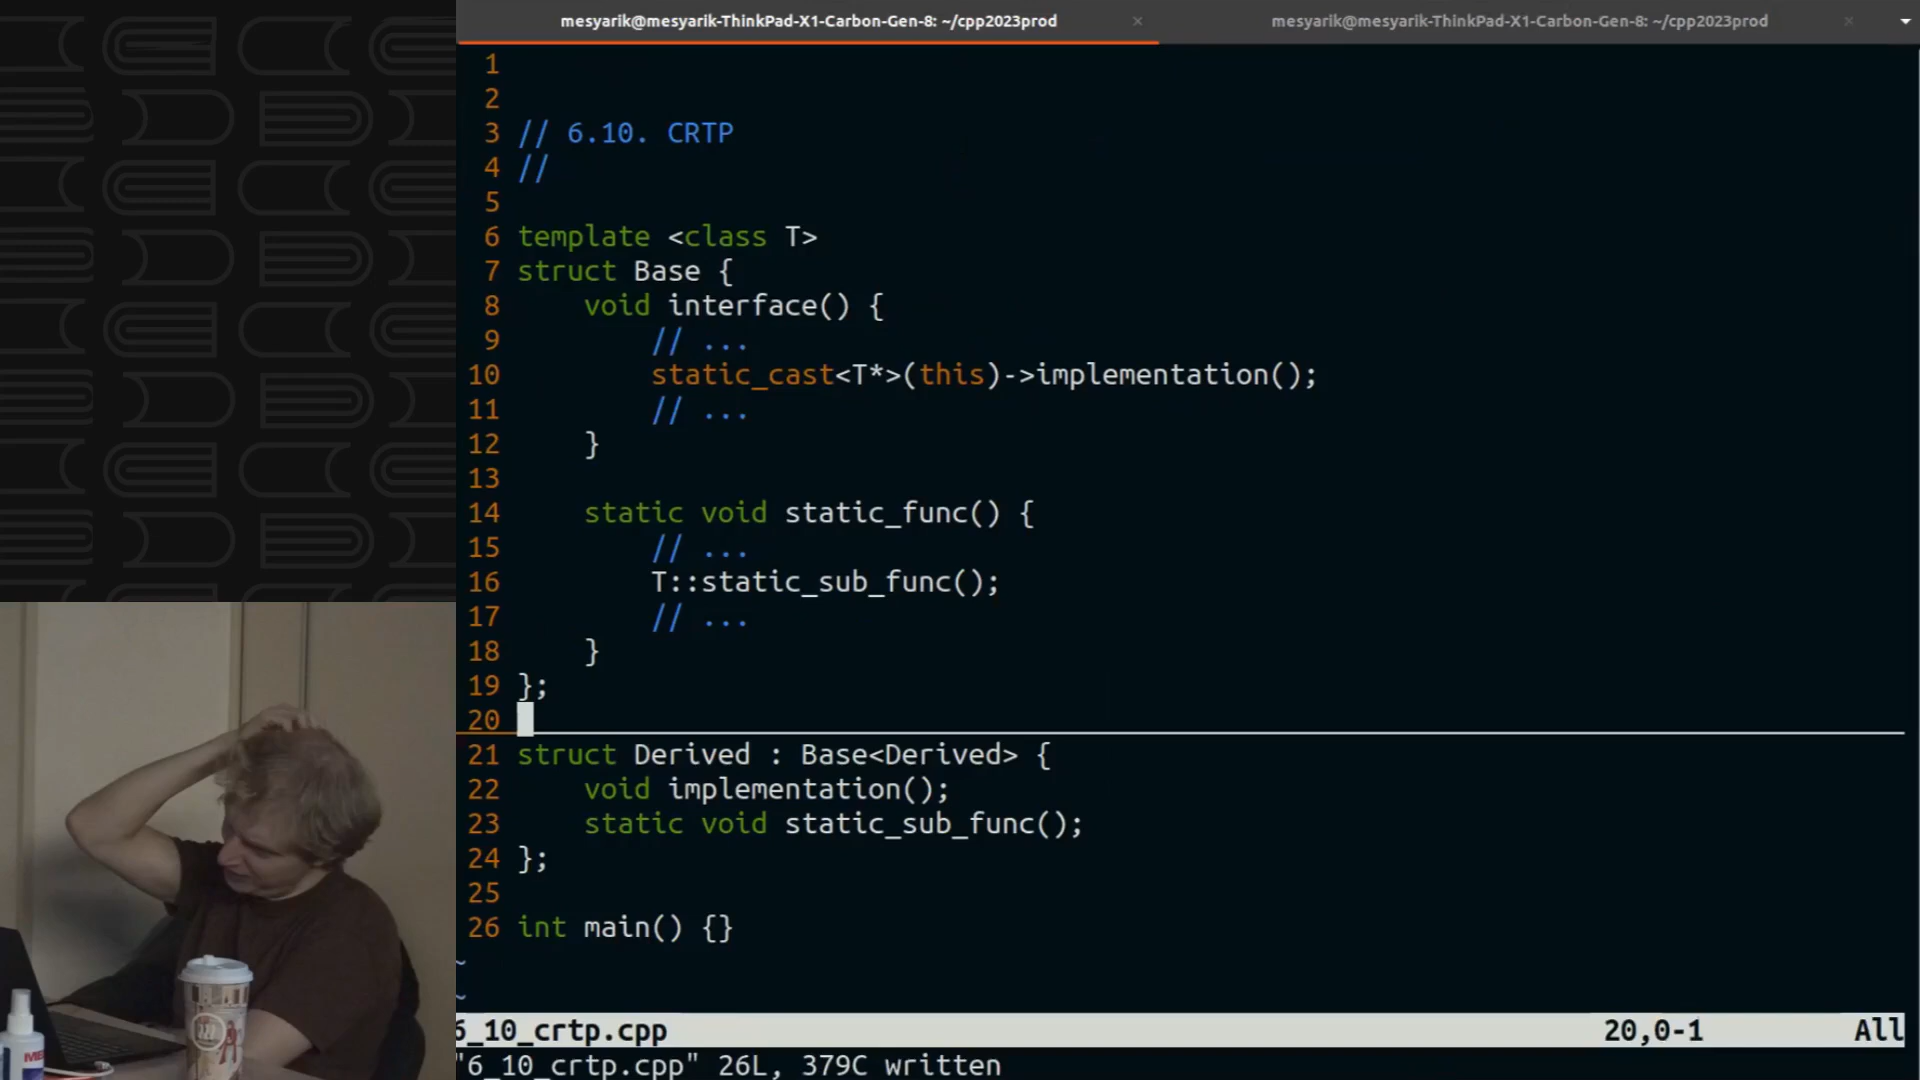 mesyarik@mesyarik-ThinkPad-X1-Carbon-Gen-8: ~/cpp2023prod × mesyarik@mesyarik-ThinkPad-X1-Carbon-Gen-8: ~/cpp2023prod ×
1
2
3 // 6.10. CRTP
4 //
5
6 template <class T>
7 struct Base {
8     void interface() {
9         // ...
10         static_cast<T*>(this)->implementation();
11         // ...
12     }
13
14     static void static_func() {
15         // ...
16         T::static_sub_func();
17         // ...
18     }
19 };
20
21 struct Derived : Base<Derived> {
22     void implementation();
23     static void static_sub_func();
24 };
25
26 int main() {}
~
~
6_10_crtp.cpp 20,0-1 All
"6_10_crtp.cpp" 26L, 379C written